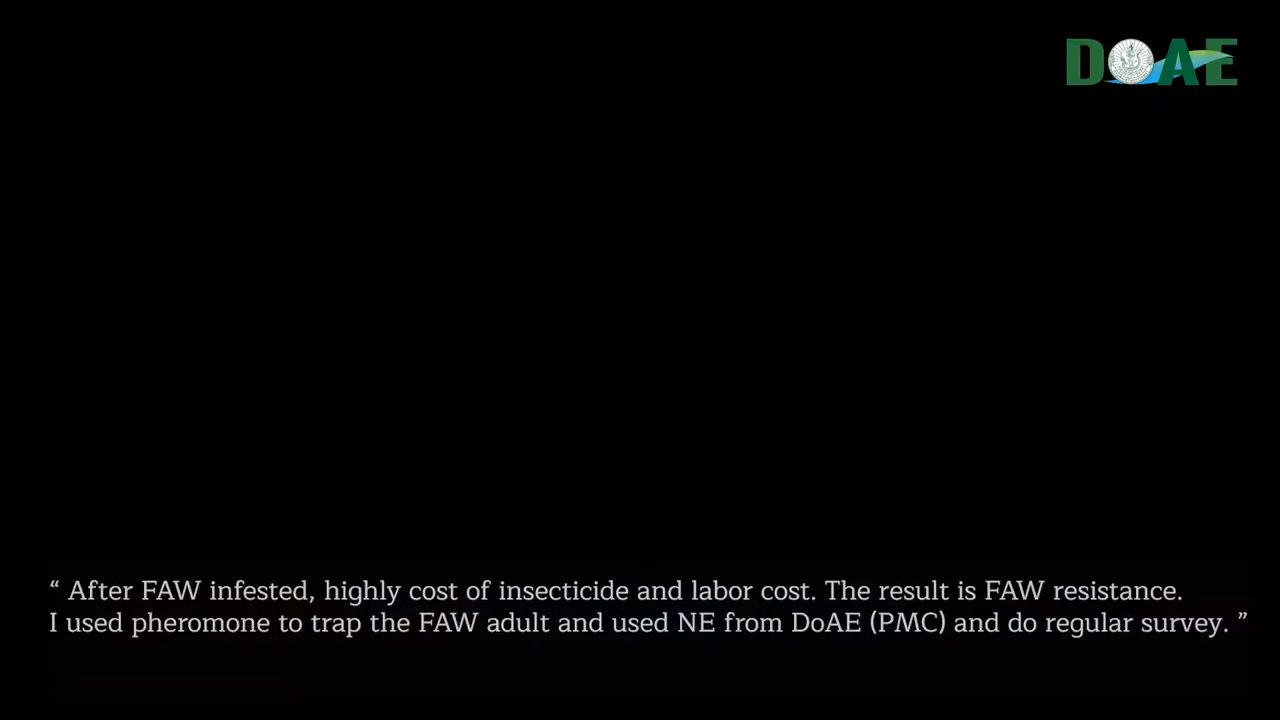 DOAE
“ After FAW infested, highly cost of insecticide and labor cost. The result is FAW resistance.
I used pheromone to trap the FAW adult and used NE from DoAE (PMC) and do regular survey. ”